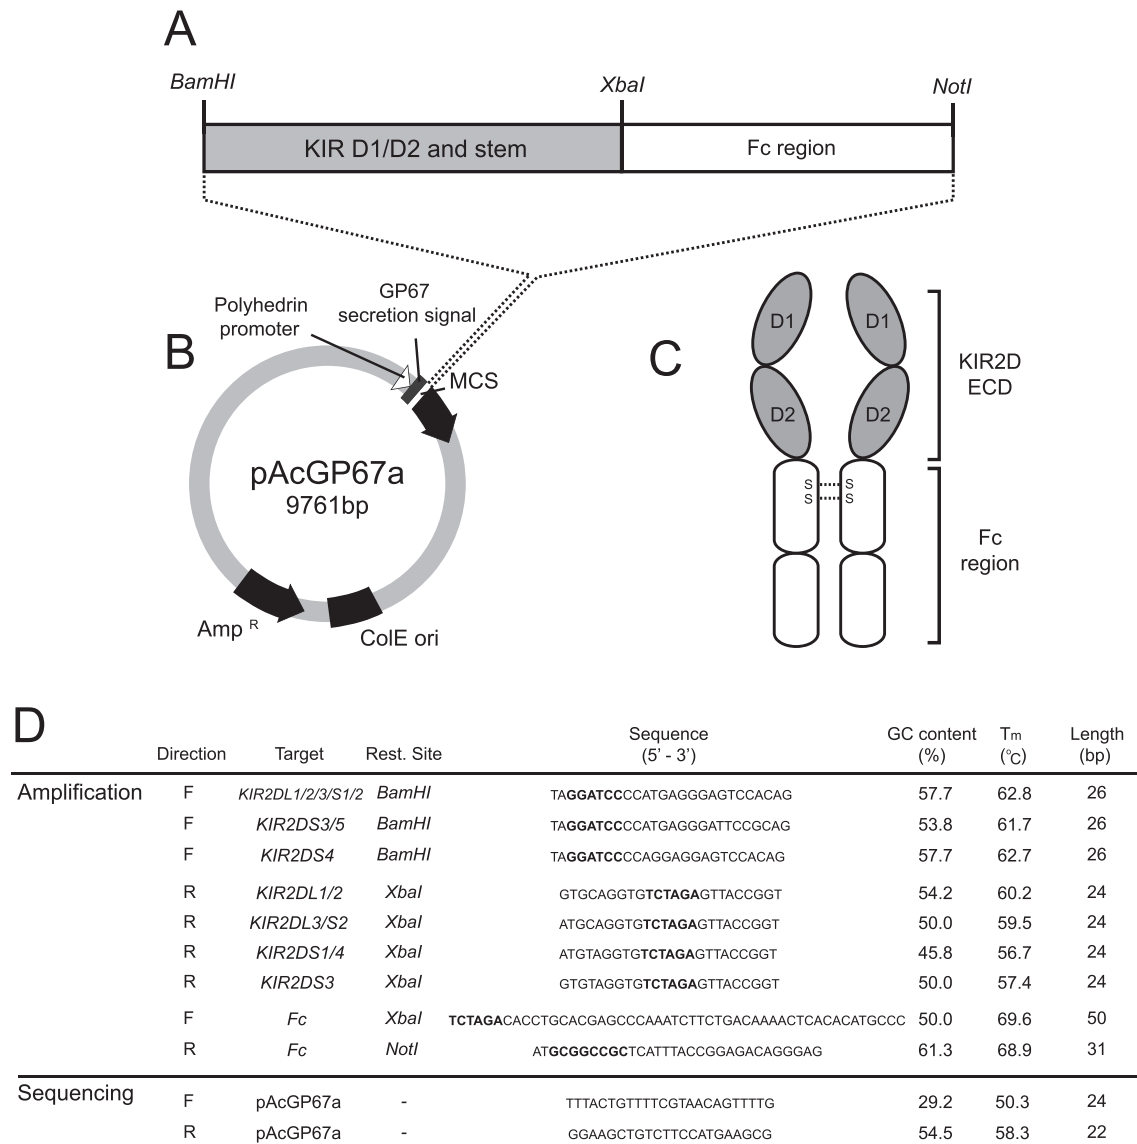 A
BamHI XbaI NotI
KIR D1/D2 and stem Fc region
Polyhedrin promoter
GP67 secretion signal
B
MCS
pAcGP67a
9761bp
Amp R
ColE ori
C
D1 D1
D2 D2
KIR2D ECD
S S
S S
Fc region
D
Direction Target Rest. Site Sequence (5' - 3') GC content (%) Tm (°C) Length (bp)
Amplification F KIR2DL1/2/3/S1/2 BamHI TAGGATCCCCATGAGGGAGTCCACAG 57.7 62.8 26
F KIR2DS3/5 BamHI TAGGATCCCCATGAGGGATTCCGCAG 53.8 61.7 26
F KIR2DS4 BamHI TAGGATCCCCAGGAGGAGTCCACAG 57.7 62.7 26
R KIR2DL1/2 XbaI GTGCAGGTGTCTAGAGTTACCGGT 54.2 60.2 24
R KIR2DL3/S2 XbaI ATGCAGGTGTCTAGAGTTACCGGT 50.0 59.5 24
R KIR2DS1/4 XbaI ATGTAGGTGTCTAGAGTTACCGGT 45.8 56.7 24
R KIR2DS3 XbaI GTGTAGGTGTCTAGAGTTACCGGT 50.0 57.4 24
F Fc XbaI TCTAGACACCTGCACGAGCCCAAATCTTCTGACAAAACTCACACATGCCC 50.0 69.6 50
R Fc NotI ATGCGGCCGCTCATTTACCGGAGACAGGGAG 61.3 68.9 31
Sequencing F pAcGP67a - TTTACTGTTTTCGTAACAGTTTTG 29.2 50.3 24
R pAcGP67a - GGAAGCTGTCTTCCATGAAGCG 54.5 58.3 22